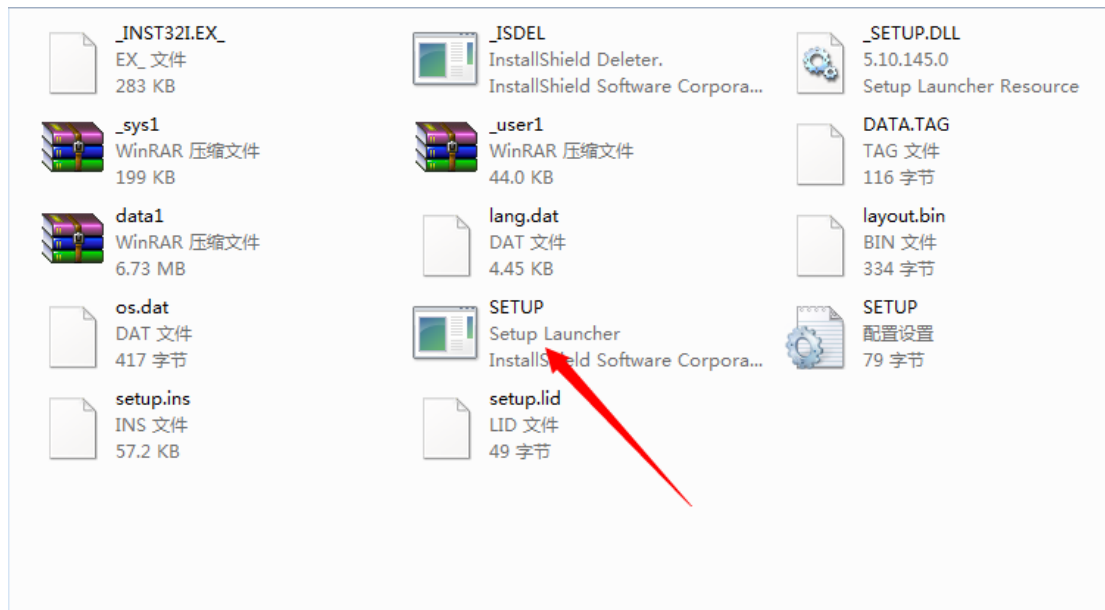 _INST32I.EX_
EX_ 文件
283 KB
_ISDEL
InstallShield Deleter.
InstallShield Software Corpora...
_SETUP.DLL
5.10.145.0
Setup Launcher Resource
_sys1
WinRAR 压缩文件
199 KB
_user1
WinRAR 压缩文件
44.0 KB
DATA.TAG
TAG 文件
116 字节
data1
WinRAR 压缩文件
6.73 MB
lang.dat
DAT 文件
4.45 KB
layout.bin
BIN 文件
334 字节
os.dat
DAT 文件
417 字节
SETUP
Setup Launcher
InstallShield Software Corpora...
SETUP
配置设置
79 字节
setup.ins
INS 文件
57.2 KB
setup.lid
LID 文件
49 字节